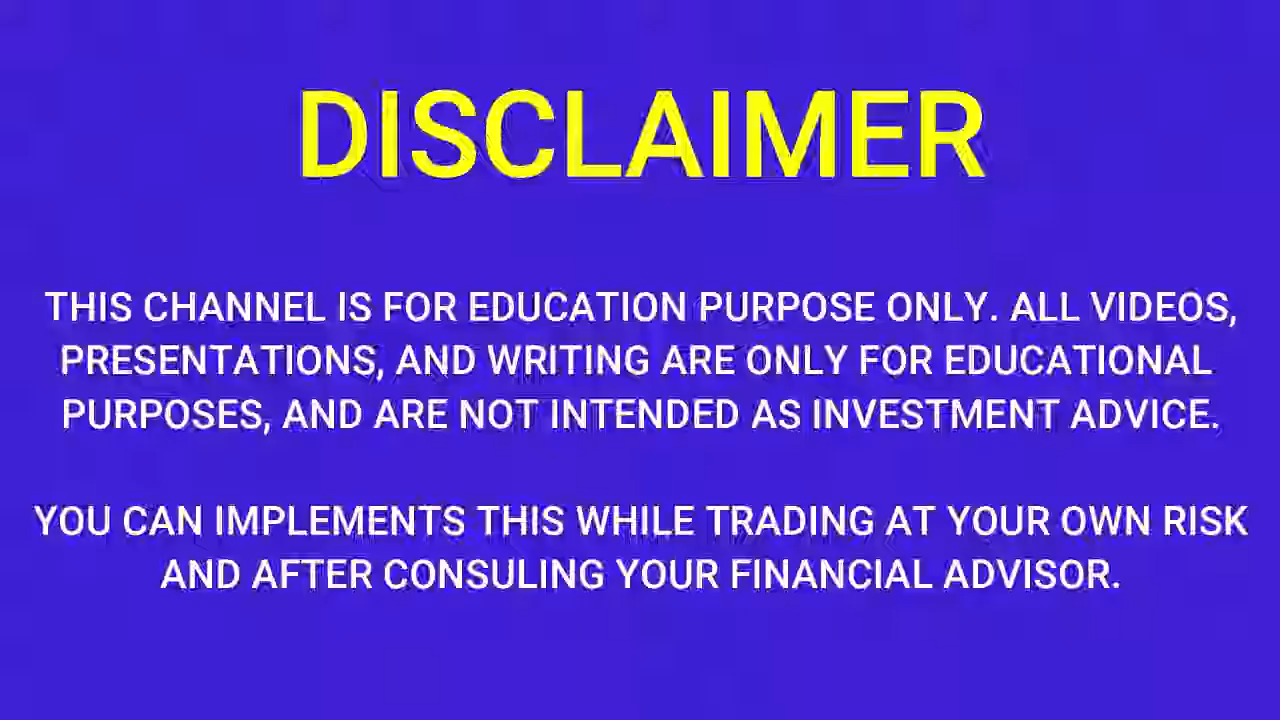 DISCLAIMER
THIS CHANNEL IS FOR EDUCATION PURPOSE ONLY. ALL VIDEOS,
PRESENTATIONS, AND WRITING ARE ONLY FOR EDUCATIONAL
PURPOSES, AND ARE NOT INTENDED AS INVESTMENT ADVICE.
YOU CAN IMPLEMENTS THIS WHILE TRADING AT YOUR OWN RISK
AND AFTER CONSULING YOUR FINANCIAL ADVISOR.